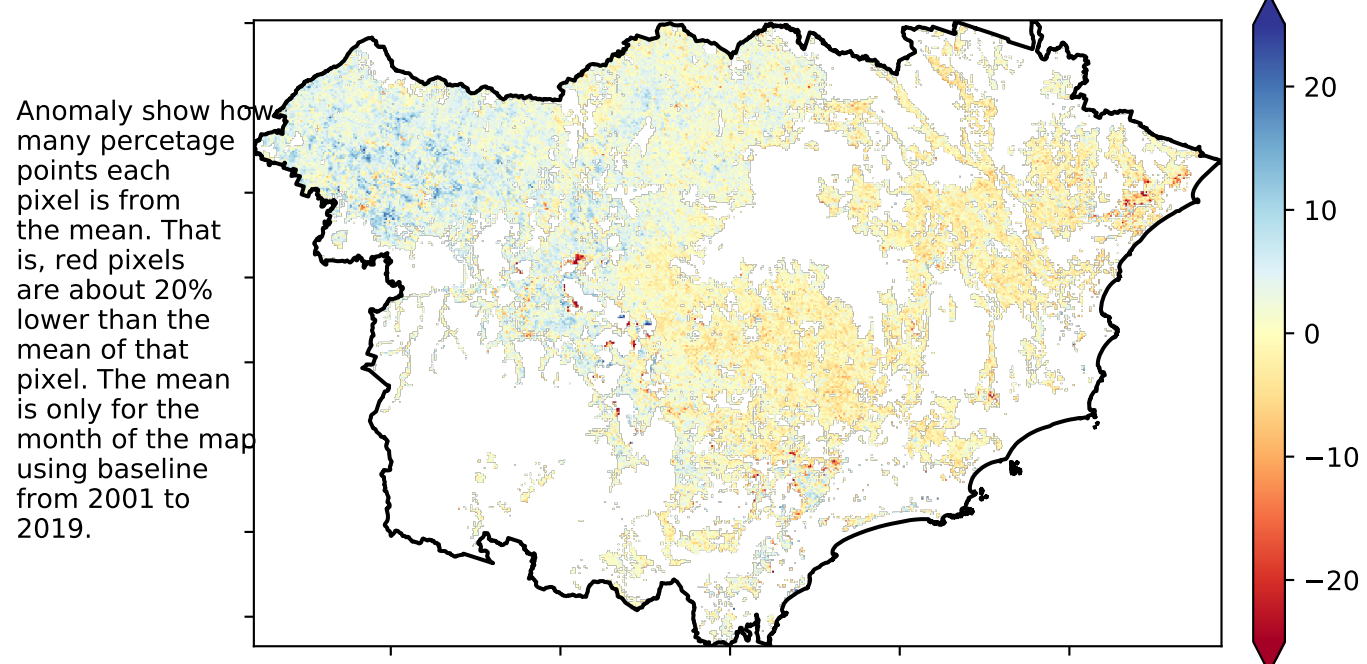 Anomaly show how
many percetage
points each
pixel is from
the mean. That
is, red pixels
are about 20%
lower than the
mean of that
pixel. The mean
is only for the
month of the map
using baseline
from 2001 to
2019.
20
10
0
−10
−20